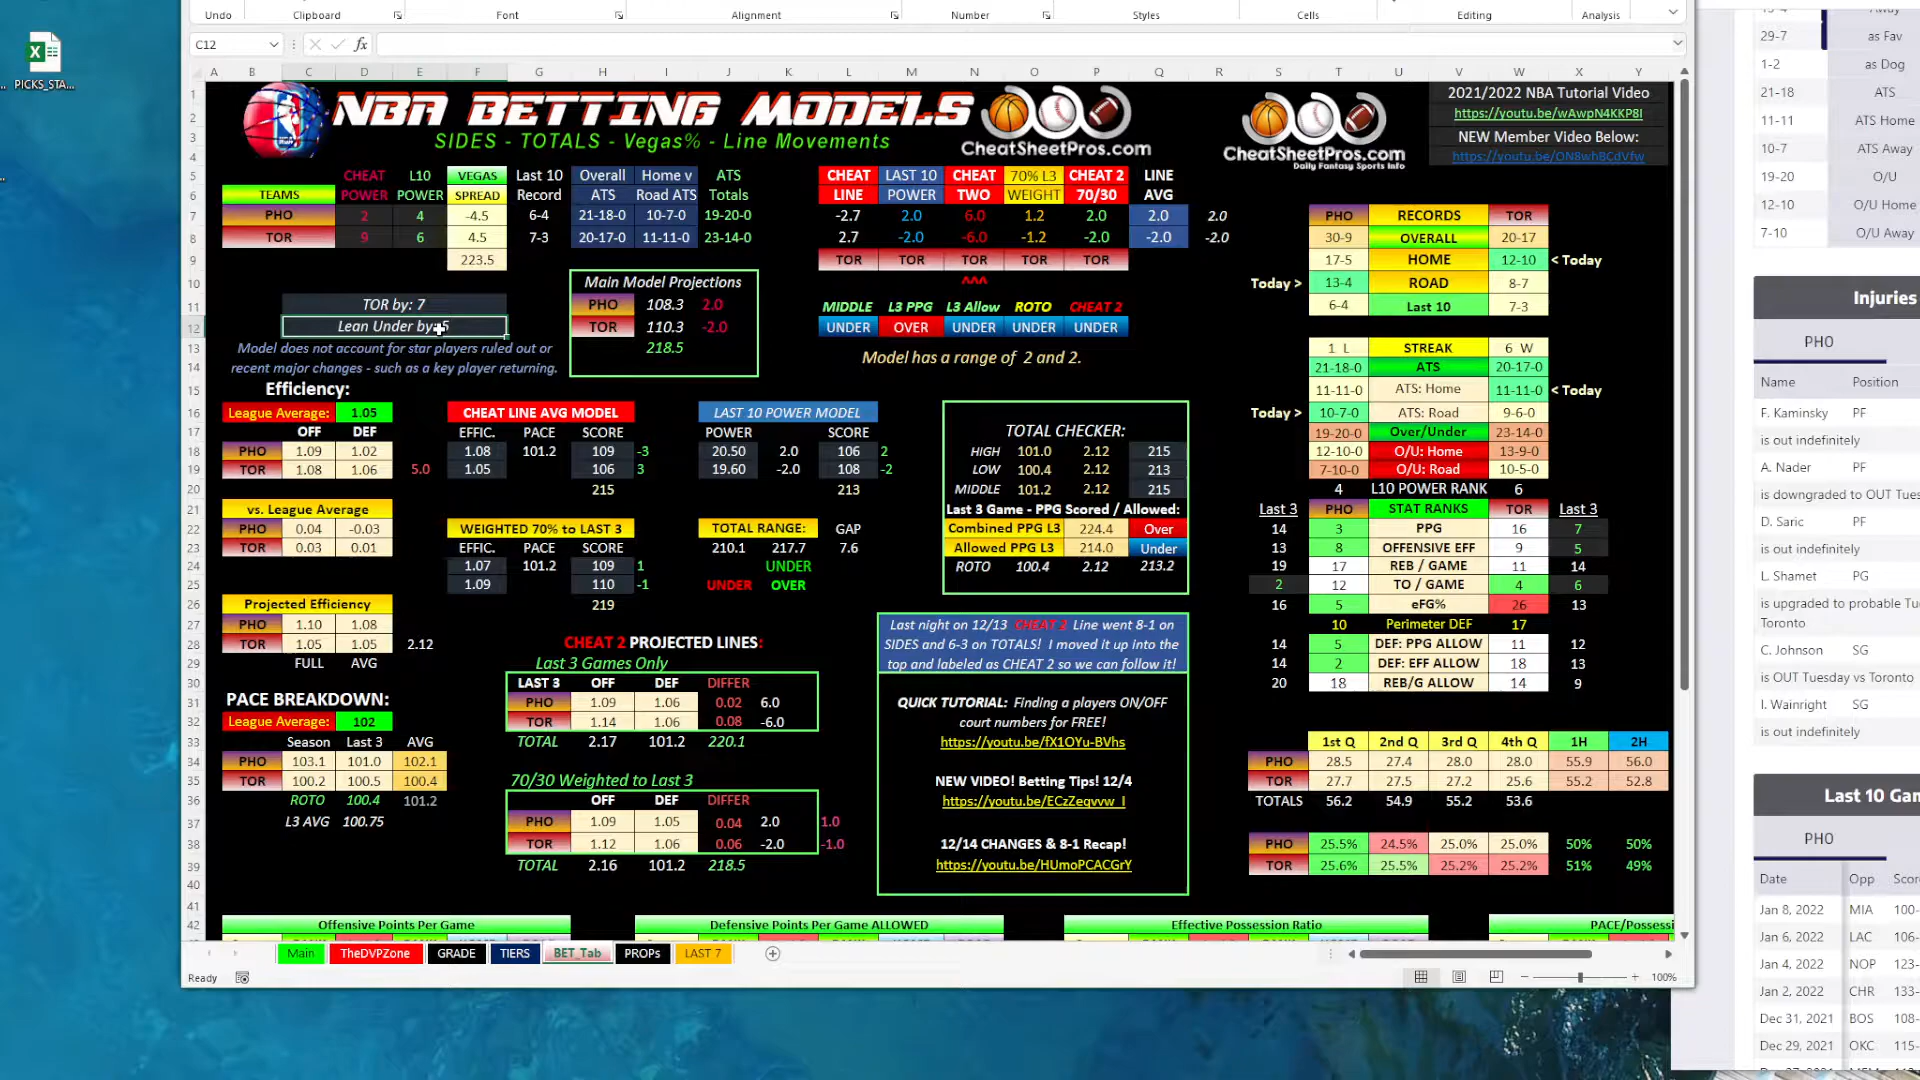 Undo Clipboard Font Alignment Number Styles Cells Editing Analysis
C12 fx
PICKS_STA...
A B C D E F G H I J K L M N O P Q R S T U V W X Y
NBA BETTING MODELS
SIDES - TOTALS - Vegas% - Line Movements
CheatSheetPros.com
CheatSheetPros.com
Daily Fantasy Sports Info
2021/2022 NBA Tutorial Video
https://youtu.be/wAwpN4KKP8I
NEW Member Video Below:
https://youtu.be/ON8whBCdVfw
CHEAT L10 VEGAS Last 10 Overall Home v ATS
TEAMS POWER POWER SPREAD Record ATS Road ATS Totals
PHO 2 4 -4.5 6-4 21-18-0 10-7-0 19-20-0
TOR 9 6 4.5 7-3 20-17-0 11-11-0 23-14-0
223.5
CHEAT LAST 10 CHEAT 70% L3 CHEAT 2 LINE
LINE POWER TWO WEIGHT 70/30 AVG
-2.7 2.0 6.0 1.2 2.0 2.0 2.0
2.7 -2.0 -6.0 -1.2 -2.0 -2.0 -2.0
TOR TOR TOR TOR TOR
^^^
MIDDLE L3 PPG L3 Allow ROTO CHEAT 2
UNDER OVER UNDER UNDER UNDER
Model has a range of 2 and 2.
TOR by: 7
Lean Under by: 5
Model does not account for star players ruled out or
recent major changes - such as a key player returning.
Main Model Projections
PHO 108.3 2.0
TOR 110.3 -2.0
218.5
Efficiency:
League Average: 1.05
OFF DEF
PHO 1.09 1.02
TOR 1.08 1.06 5.0
vs. League Average
PHO 0.04 -0.03
TOR 0.03 0.01
Projected Efficiency
PHO 1.10 1.08
TOR 1.05 1.05 2.12
FULL AVG
PACE BREAKDOWN:
League Average: 102
Season Last 3 AVG
PHO 103.1 101.0 102.1
TOR 100.2 100.5 100.4
ROTO 100.4 101.2
L3 AVG 100.75
CHEAT LINE AVG MODEL
EFFIC. PACE SCORE
1.08 101.2 109 -3
1.05 106 3
215
LAST 10 POWER MODEL
POWER SCORE
20.50 2.0 106 2
19.60 -2.0 108 -2
213
WEIGHTED 70% to LAST 3
EFFIC. PACE SCORE
1.07 101.2 109 1
1.09 110 -1
219
TOTAL RANGE: GAP
210.1 217.7 7.6
UNDER
UNDER OVER
CHEAT 2 PROJECTED LINES:
Last 3 Games Only
LAST 3 OFF DEF DIFFER
PHO 1.09 1.06 0.02 6.0
TOR 1.14 1.06 0.08 -6.0
TOTAL 2.17 101.2 220.1
70/30 Weighted to Last 3
OFF DEF DIFFER
PHO 1.09 1.05 0.04 2.0 1.0
TOR 1.12 1.06 0.06 -2.0 -1.0
TOTAL 2.16 101.2 218.5
TOTAL CHECKER:
HIGH 101.0 2.12 215
LOW 100.4 2.12 213
MIDDLE 101.2 2.12 215
Last 3 Game - PPG Scored / Allowed:
Combined PPG L3 224.4 Over
Allowed PPG L3 214.0 Under
ROTO 100.4 2.12 213.2
Last night on 12/13 CHEAT 2 Line went 8-1 on
SIDES and 6-3 on TOTALS! I moved it up into the
top and labeled as CHEAT 2 so we can follow it!
QUICK TUTORIAL: Finding a players ON/OFF
court numbers for FREE!
https://youtu.be/fX1OYu-BVhs
NEW VIDEO! Betting Tips! 12/4
https://youtu.be/ECzZeqvvw_I
12/14 CHANGES & 8-1 Recap!
https://youtu.be/HUmoPCACGrY
PHO RECORDS TOR
30-9 OVERALL 20-17
17-5 HOME 12-10 < Today
Today > 13-4 ROAD 8-7
6-4 Last 10 7-3
1 L STREAK 6 W
21-18-0 ATS 20-17-0
11-11-0 ATS: Home 11-11-0 < Today
Today > 10-7-0 ATS: Road 9-6-0
19-20-0 Over/Under 23-14-0
12-10-0 O/U: Home 13-9-0
7-10-0 O/U: Road 10-5-0
4 L10 POWER RANK 6
Last 3 PHO STAT RANKS TOR Last 3
14 3 PPG 16 7
13 8 OFFENSIVE EFF 9 5
19 17 REB / GAME 11 14
2 12 TO / GAME 4 6
16 5 eFG% 26 13
10 Perimeter DEF 17
14 5 DEF: PPG ALLOW 11 12
14 2 DEF: EFF ALLOW 18 13
20 18 REB/G ALLOW 14 9
1st Q 2nd Q 3rd Q 4th Q 1H 2H
PHO 28.5 27.4 28.0 28.0 55.9 56.0
TOR 27.7 27.5 27.2 25.6 55.2 52.8
TOTALS 56.2 54.9 55.2 53.6
PHO 25.5% 24.5% 25.0% 25.0% 50% 50%
TOR 25.6% 25.5% 25.2% 25.2% 51% 49%
Offensive Points Per Game Defensive Points Per Game ALLOWED Effective Possession Ratio PACE/Possessi
Main TheDVPZone GRADE TIERS BET_Tab PROPs LAST 7
Ready 100%
Away
29-7 as Fav
1-2 as Dog
21-18 ATS
11-11 ATS Home
10-7 ATS Away
19-20 O/U
12-10 O/U Home
7-10 O/U Away
Injuries
PHO
Name Position
F. Kaminsky PF
is out indefinitely
A. Nader PF
is downgraded to OUT Tues
D. Saric PF
is out indefinitely
L. Shamet PG
is upgraded to probable Tu
Toronto
C. Johnson SG
is OUT Tuesday vs Toronto
I. Wainright SG
is out indefinitely
Last 10 Gam
PHO
Date Opp Score
Jan 8, 2022 MIA 100-
Jan 6, 2022 LAC 106-
Jan 4, 2022 NOP 123-
Jan 2, 2022 CHR 133-
Dec 31, 2021 BOS 108-
Dec 29, 2021 OKC 115-